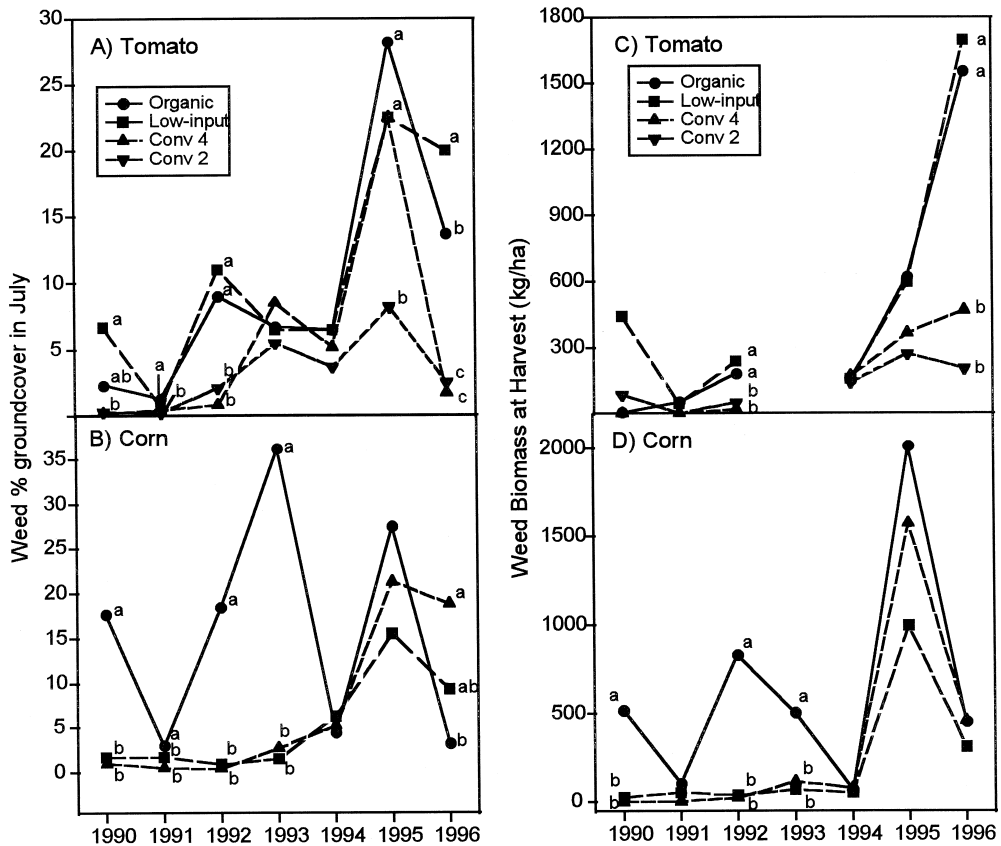 Weed % groundcover in July
A) Tomato
Organic
Low-input
Conv 4
Conv 2
30
25
20
15
10
5
a
ab
b
a
b
a
a
b
b
a
a
b
a
b
c
c
B) Corn
35
30
25
20
15
10
5
0
a
b
b
a
b
b
a
b
b
a
b
b
a
ab
b
1990 1991 1992 1993 1994 1995 1996
Weed Biomass at Harvest (kg/ha)
C) Tomato
Organic
Low-input
Conv 4
Conv 2
1800
1500
1200
900
600
300
a
a
b
b
a
a
b
b
D) Corn
2000
1500
1000
500
0
a
b
b
a
b
b
a
b
b
1990 1991 1992 1993 1994 1995 1996